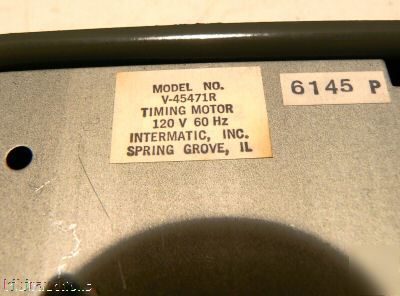 MODEL NO.
V-45471R
TIMING MOTOR
120 V 60 Hz
INTERMATIC, INC.
SPRING GROVE, IL
6145 P